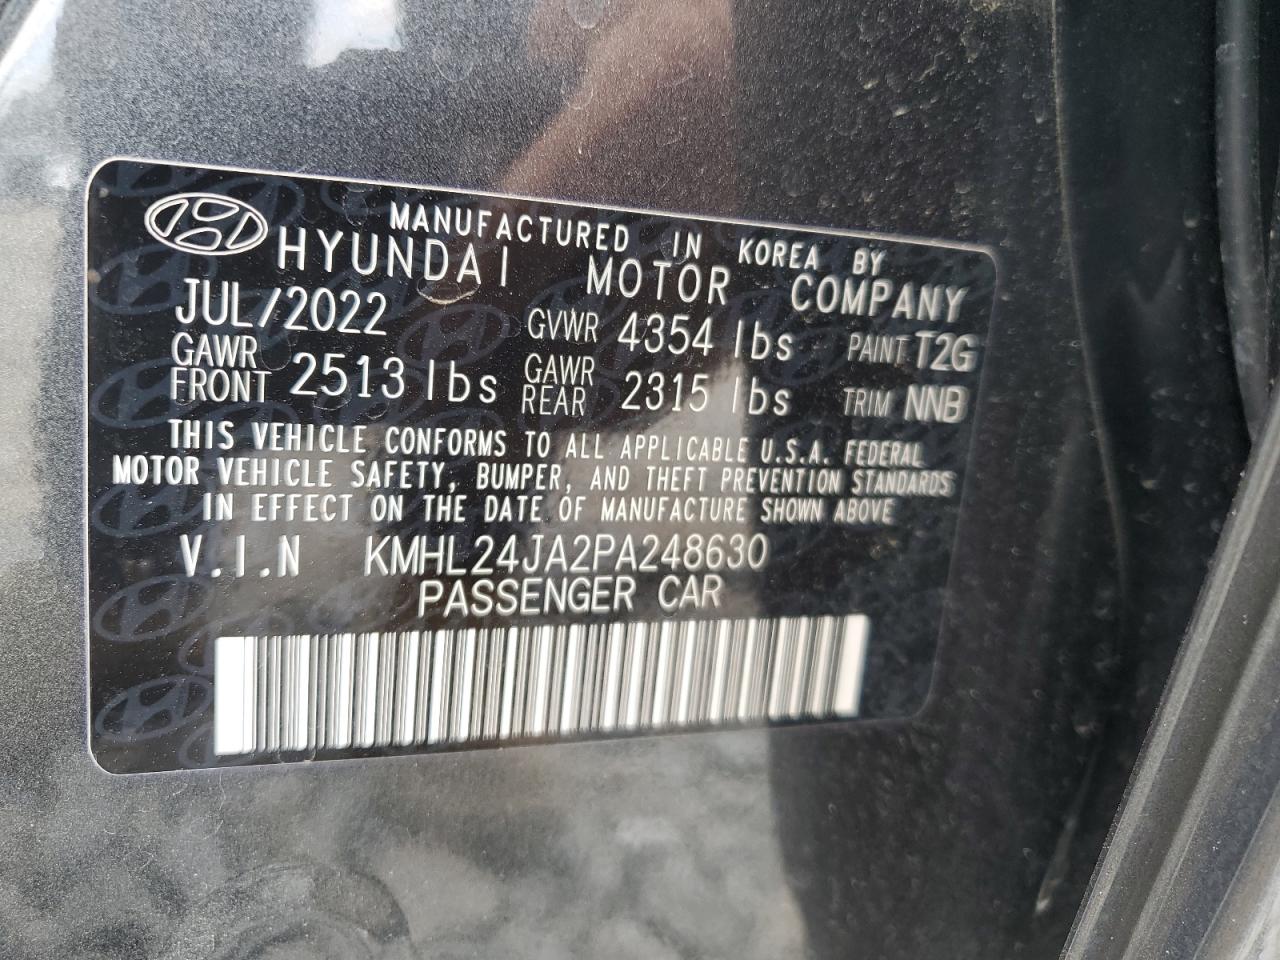 MANUFACTURED IN KOREA BY
HYUNDAI MOTOR COMPANY
JUL/2022 GVWR 4354 lbs PAINT T2G
GAWR FRONT 2513 lbs GAWR REAR 2315 lbs TRIM NNB
THIS VEHICLE CONFORMS TO ALL APPLICABLE U.S.A. FEDERAL
MOTOR VEHICLE SAFETY, BUMPER, AND THEFT PREVENTION STANDARDS
IN EFFECT ON THE DATE OF MANUFACTURE SHOWN ABOVE
V.I.N KMHL24JA2PA248630
PASSENGER CAR